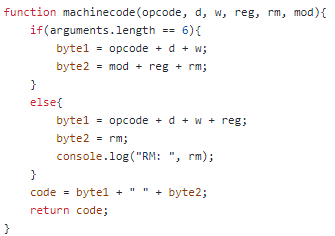 function machinecode(opcode, d, w, reg, rm, mod){
    if(arguments.length == 6){
        byte1 = opcode + d + w;
        byte2 = mod + reg + rm;
    }
    else{
        byte1 = opcode + d + w + reg;
        byte2 = rm;
        console.log("RM: ", rm);
    }
    code = byte1 + " " + byte2;
    return code;
}